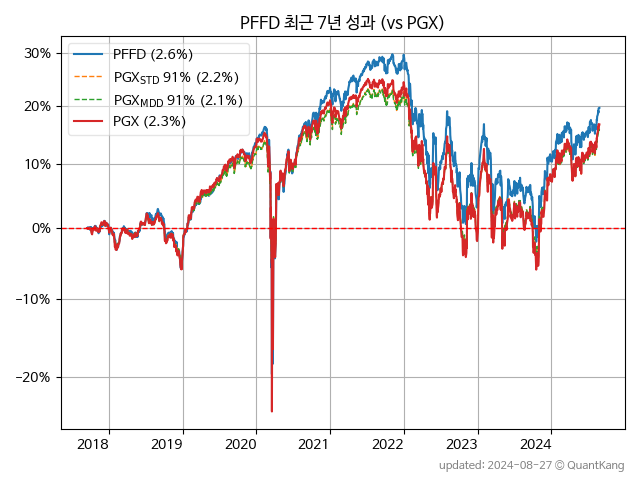 PFFD 최근 7년 성과 (vs PGX)
PFFD (2.6%)
PGX_STD 91% (2.2%)
PGX_MDD 91% (2.1%)
PGX (2.3%)
30%
20%
10%
0%
−10%
−20%
2018 2019 2020 2021 2022 2023 2024
updated: 2024-08-27 © QuantKang